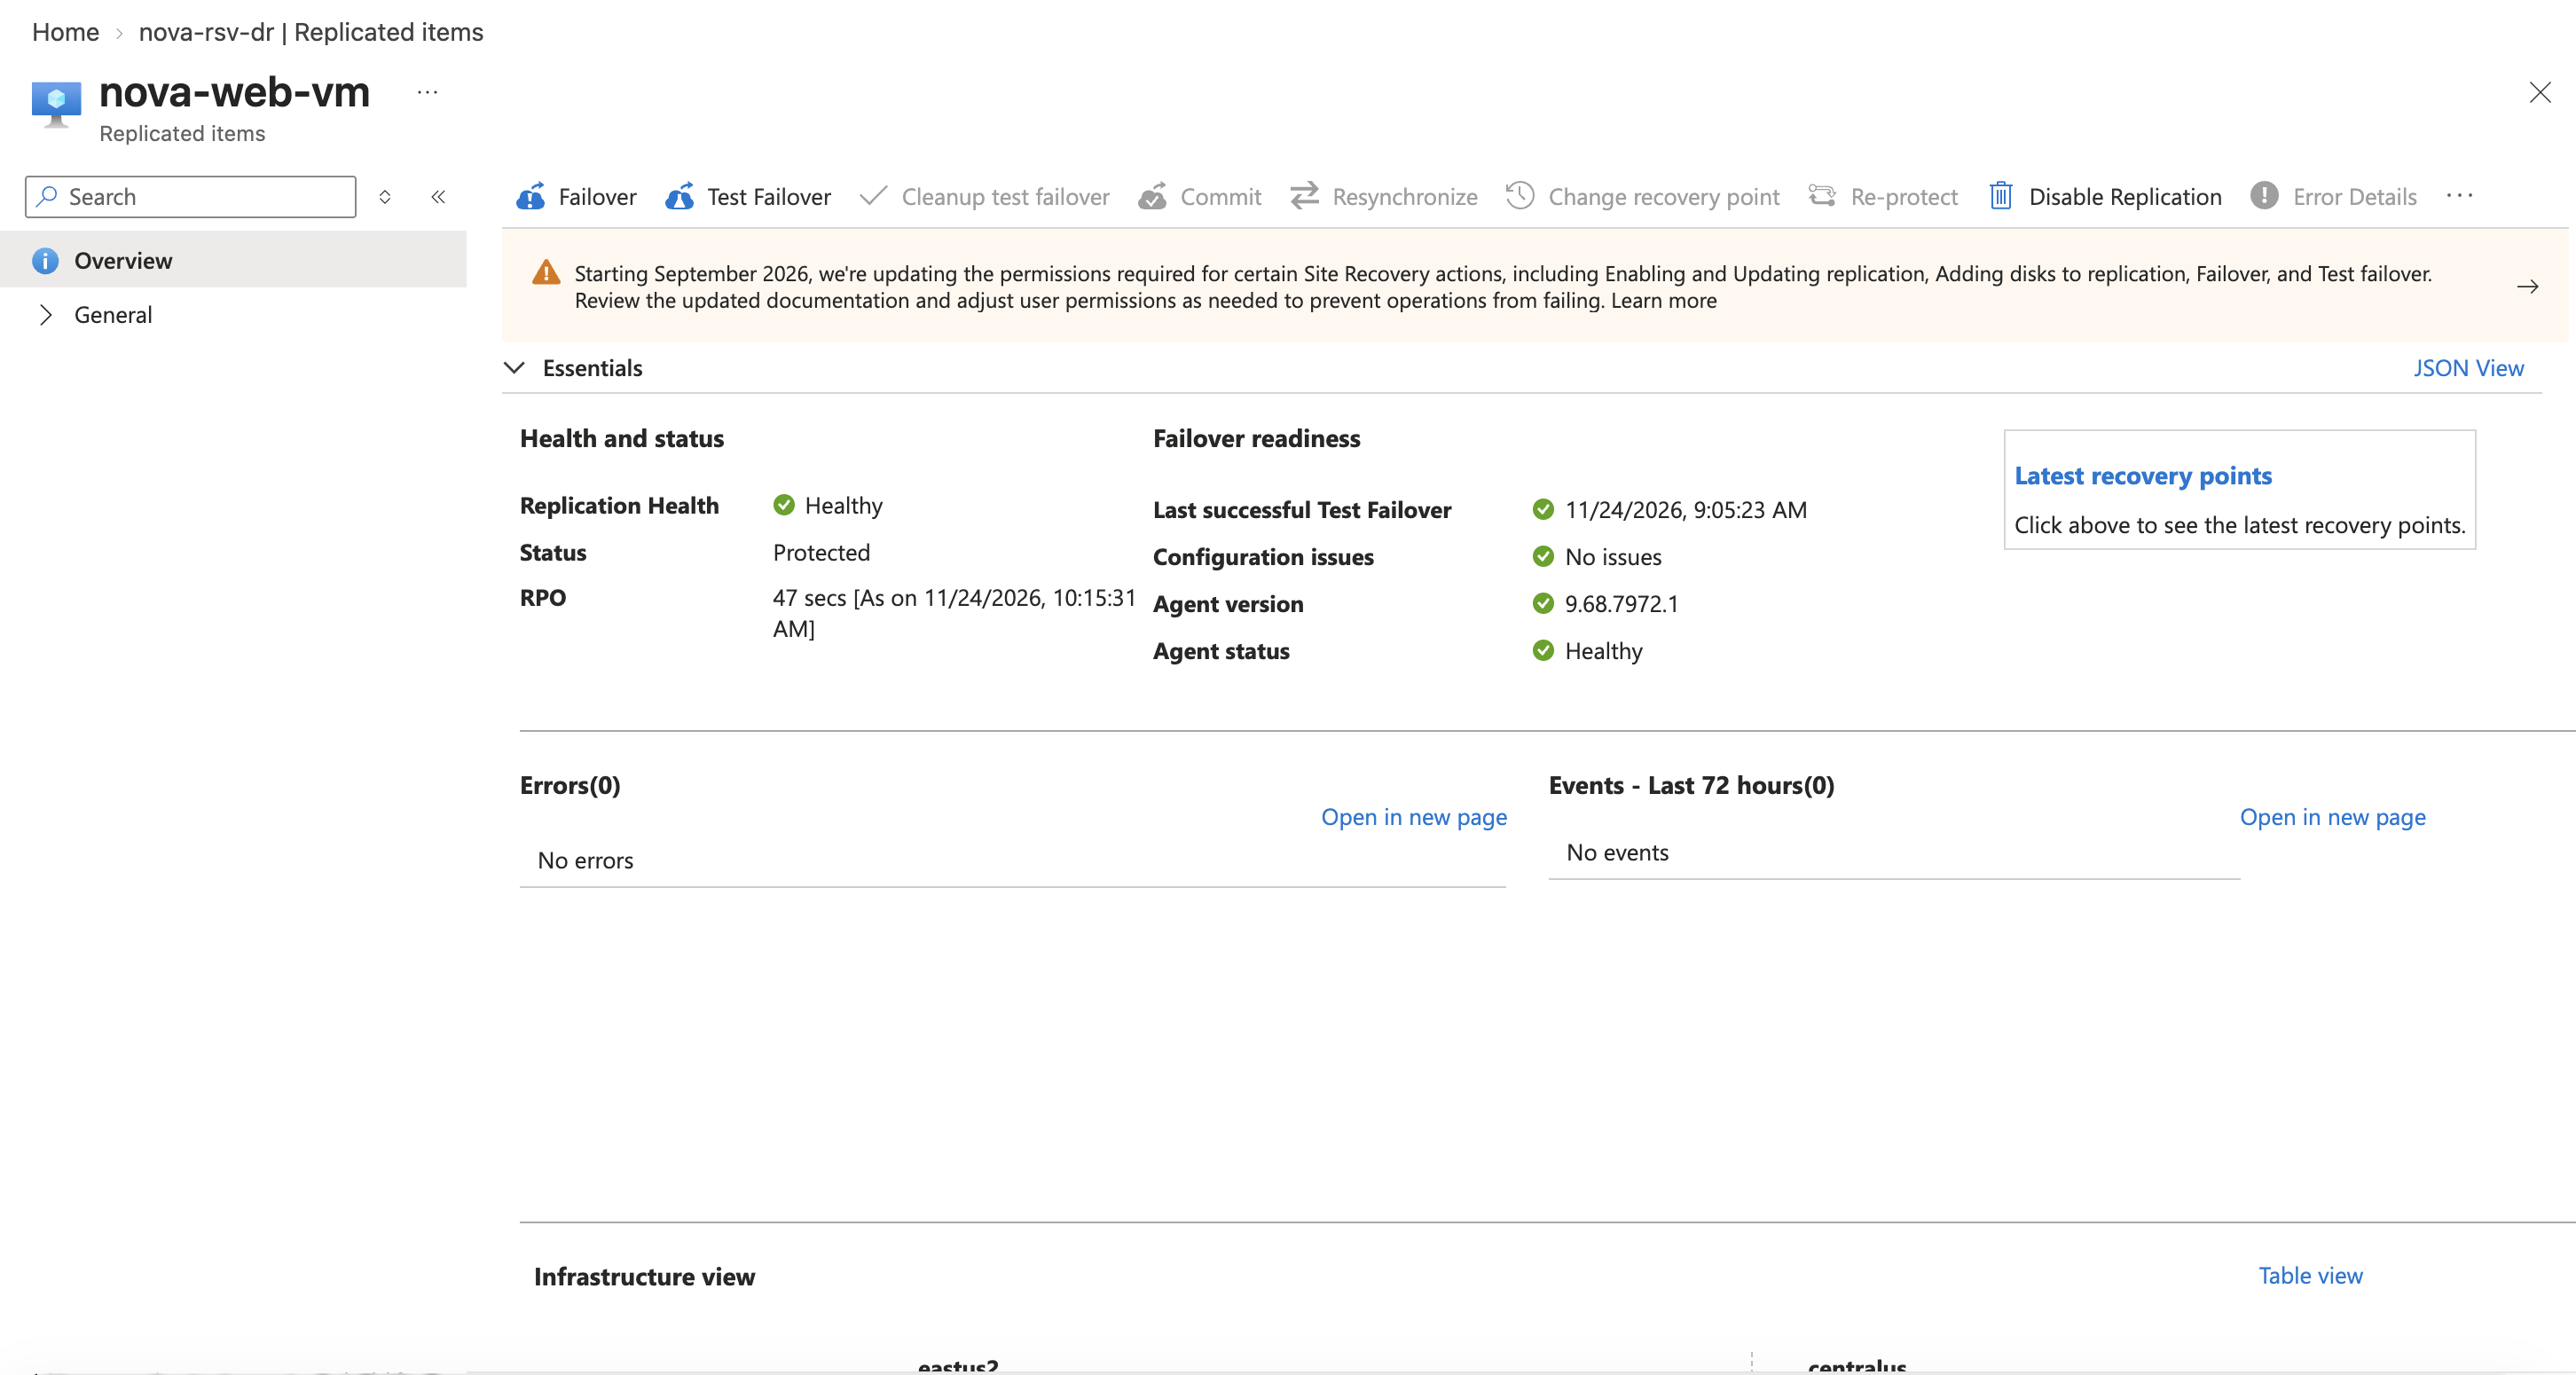 Home > nova-rsv-dr | Replicated items
nova-web-vm ...
Replicated items
Search
Failover Test Failover Cleanup test failover Commit Resynchronize Change recovery point Re-protect Disable Replication Error Details ...
Overview
General
Starting September 2026, we're updating the permissions required for certain Site Recovery actions, including Enabling and Updating replication, Adding disks to replication, Failover, and Test failover.
Review the updated documentation and adjust user permissions as needed to prevent operations from failing. Learn more
Essentials
JSON View
Health and status
Replication Health Healthy
Status Protected
RPO 47 secs [As on 11/24/2026, 10:15:31
AM]
Failover readiness
Last successful Test Failover 11/24/2026, 9:05:23 AM
Configuration issues No issues
Agent version 9.68.7972.1
Agent status Healthy
Latest recovery points
Click above to see the latest recovery points.
Errors(0)
Open in new page
No errors
Events - Last 72 hours(0)
Open in new page
No events
Infrastructure view
Table view
eastus2
centralus